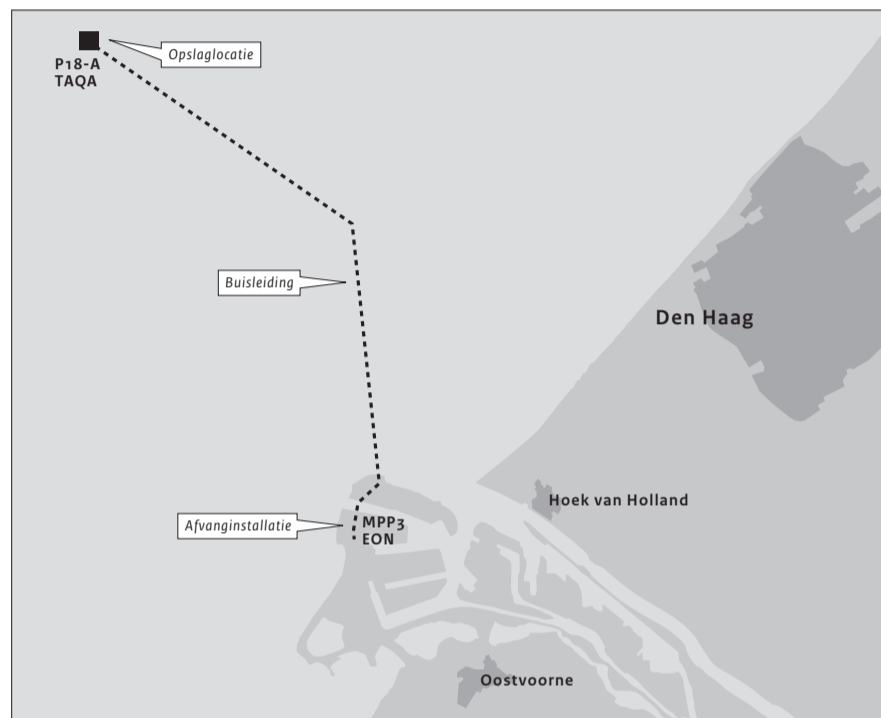 Opslaglocatie
P18-A
TAQA
Buisleiding
Den Haag
Hoek van Holland
Afvanginstallatie
MPP3
EON
Oostvoorne